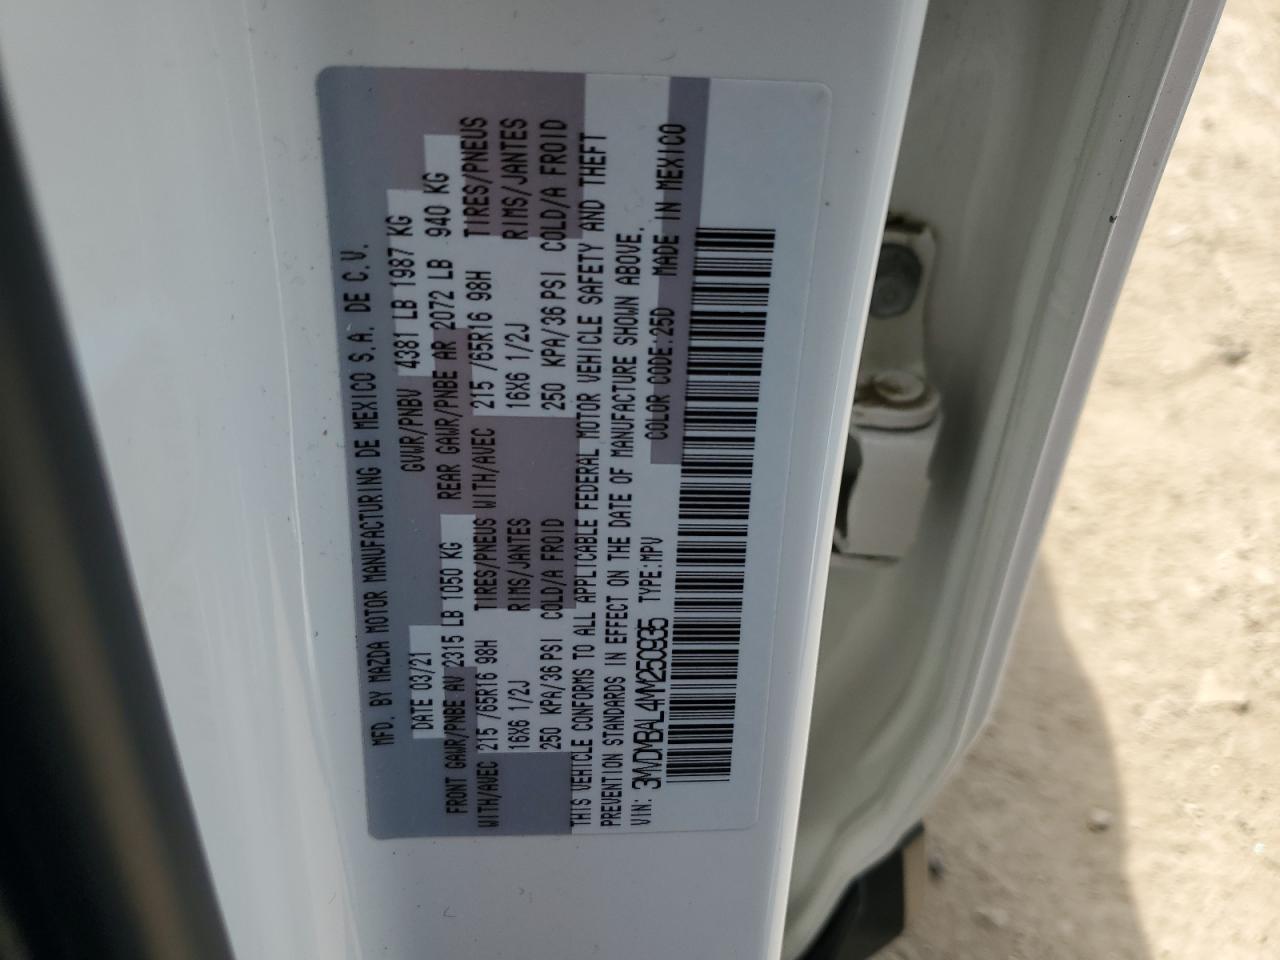 MFD. BY MAZDA MOTOR MANUFACTURING DE MEXICO S.A. DE C.V.
DATE 03/21 GVWR/PNBV 4381 LB 1987 KG
FRONT GAWR/PNBE AV 2315 LB 1050 KG REAR GAWR/PNBE AR 2072 LB 940 KG
WITH/AVEC 215 /65R16 98H TIRES/PNEUS WITH/AVEC 215 /65R16 98H TIRES/PNEUS
16X6 1/2J RIMS/JANTES 16X6 1/2J RIMS/JANTES
250 KPA/36 PSI COLD/A FROID 250 KPA/36 PSI COLD/A FROID
THIS VEHICLE CONFORMS TO ALL APPLICABLE FEDERAL MOTOR VEHICLE SAFETY AND THEFT
PREVENTION STANDARDS IN EFFECT ON THE DATE OF MANUFACTURE SHOWN ABOVE.
VIN: 3MVDMBAL4MM250935 TYPE:MPV COLOR CODE:25D MADE IN MEXICO